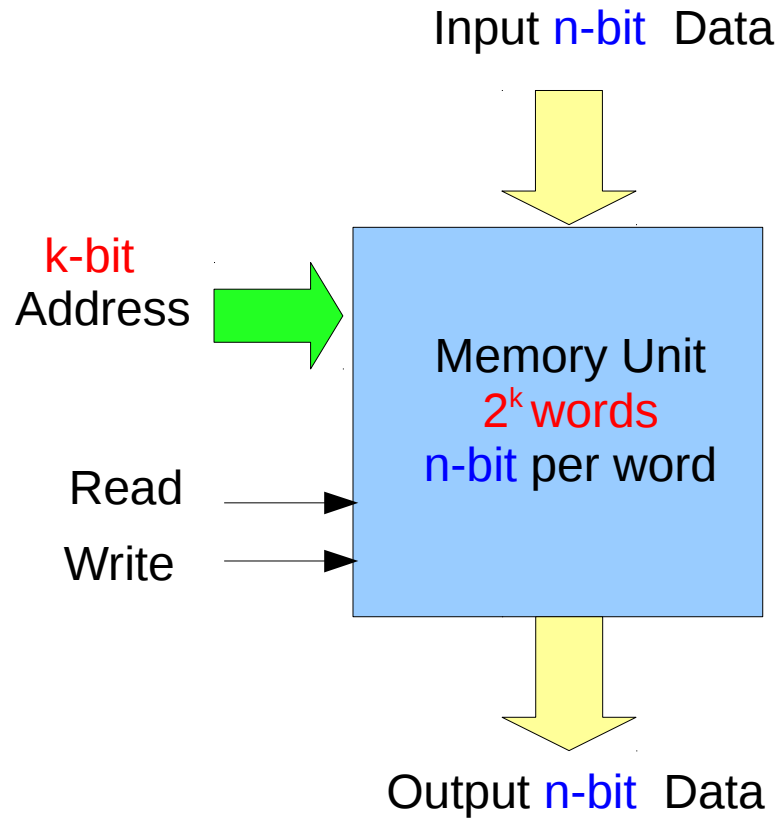 Input n-bit Data
k-bit
Address
Memory Unit
2ᵏ words
n-bit per word
Read
Write
Output n-bit Data